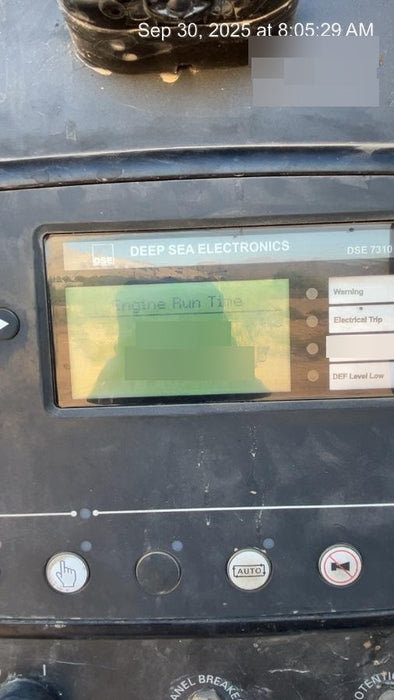 Sep 30, 2025 at 8:05:29 AM
DSE
DEEP SEA ELECTRONICS
DSE 7310
Engine Run Time
Warning
Electrical Trip
DEF Level Low
AUTO